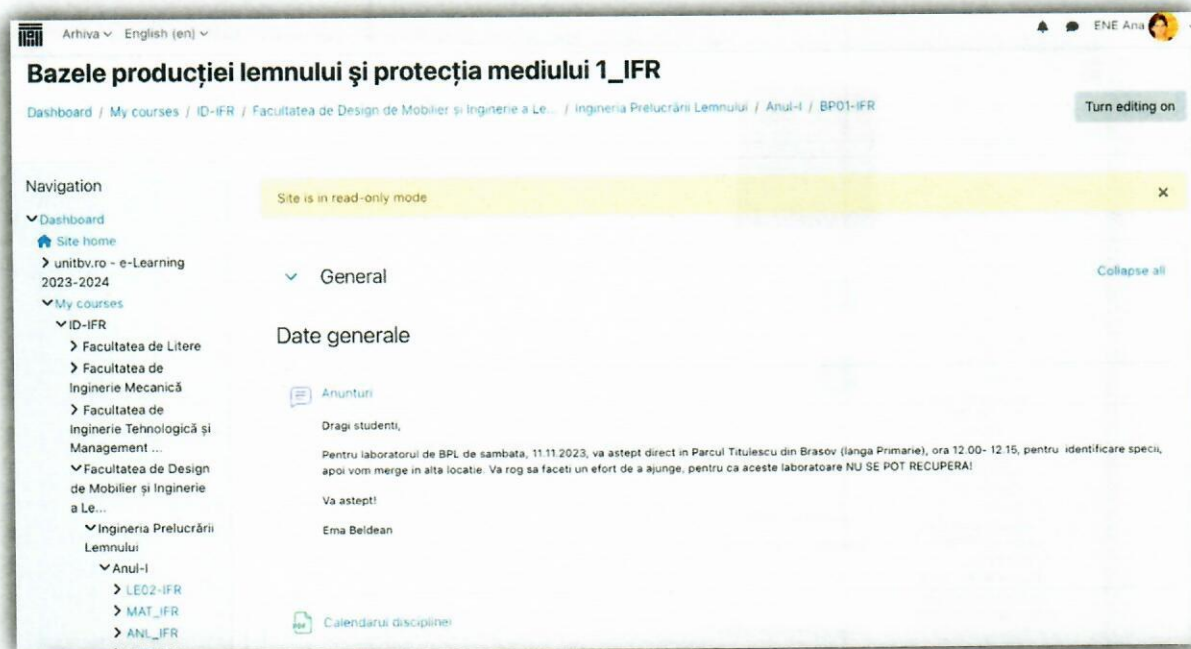 Arhiva English (en)
ENE Ana
Bazele producției lemnului și protecția mediului 1_IFR
Dashboard / My courses / ID-IFR / Facultatea de Design de Mobilier și Inginerie a Le... / Ingineria Prelucrării Lemnului / Anul-I / BP01-IFR
Turn editing on
Navigation
Dashboard
Site home
unitbv.ro - e-Learning
2023-2024
My courses
ID-IFR
Facultatea de Litere
Facultatea de
Inginerie Mecanică
Facultatea de
Inginerie Tehnologică și
Management ...
Facultatea de Design
de Mobilier și Inginerie
a Le...
Ingineria Prelucrării
Lemnului
Anul-I
LE02-IFR
MAT_IFR
ANL_IFR
Site is in read-only mode
×
General
Collapse all
Date generale
Anunturi
Dragi studenti,
Pentru laboratorul de BPL de sambata, 11.11.2023, va astept direct in Parcul Titulescu din Brasov (langa Primarie), ora 12.00- 12.15, pentru identificare specii,
apoi vom merge in alta locatie. Va rog sa faceti un efort de a ajunge, pentru ca aceste laboratoare NU SE POT RECUPERA!
Va astept!
Ema Beldean
PDF
Calendarul disciplinei